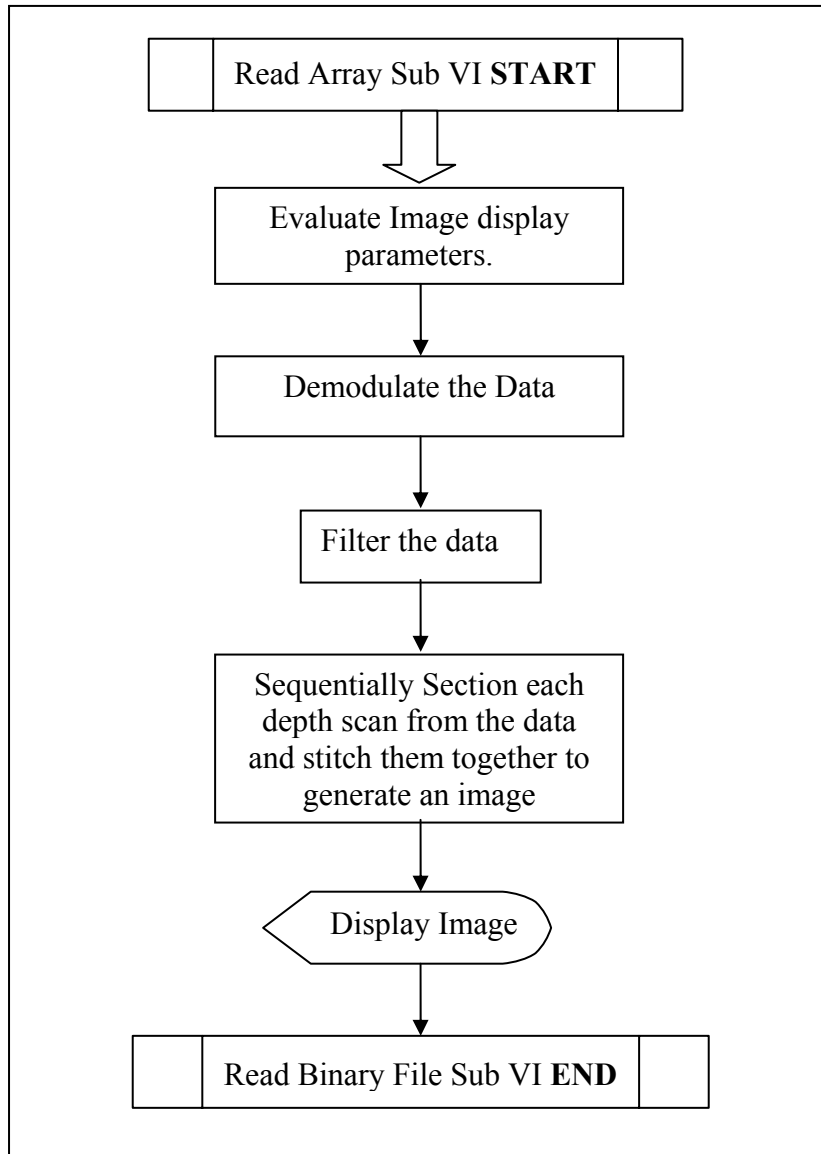 Read Array Sub VI START
Evaluate Image display
parameters.
Demodulate the Data
Filter the data
Sequentially Section each
depth scan from the data
and stitch them together to
generate an image
Display Image
Read Binary File Sub VI END